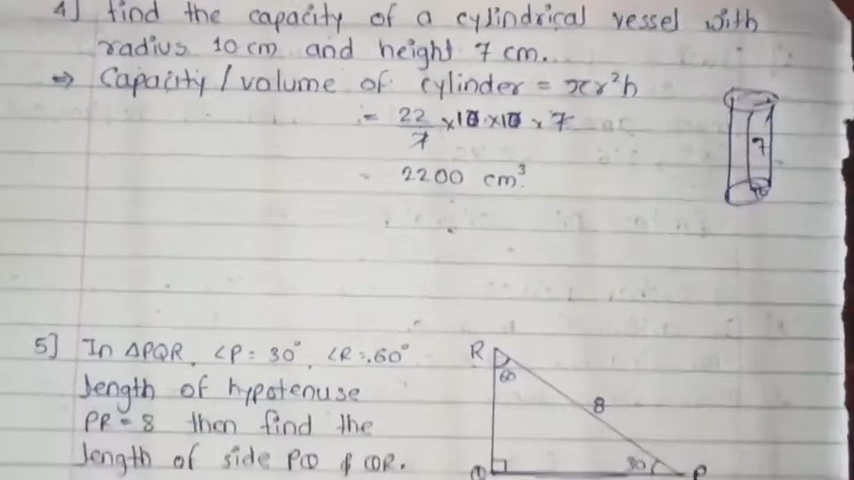 4] find the capacity of a cylindrical vessel with
radius 10 cm and height 7 cm.
⇒ Capacity / volume of cylinder = πr²h
= 22/7 ×10 ×10 × 7
= 2200 cm³.
7
10
5] In ΔPQR, ∠P = 30°, ∠R = 60°
length of hypotenuse
PR = 8 then find the
length of side PQ & QR.
R
60
8
Q
30
P